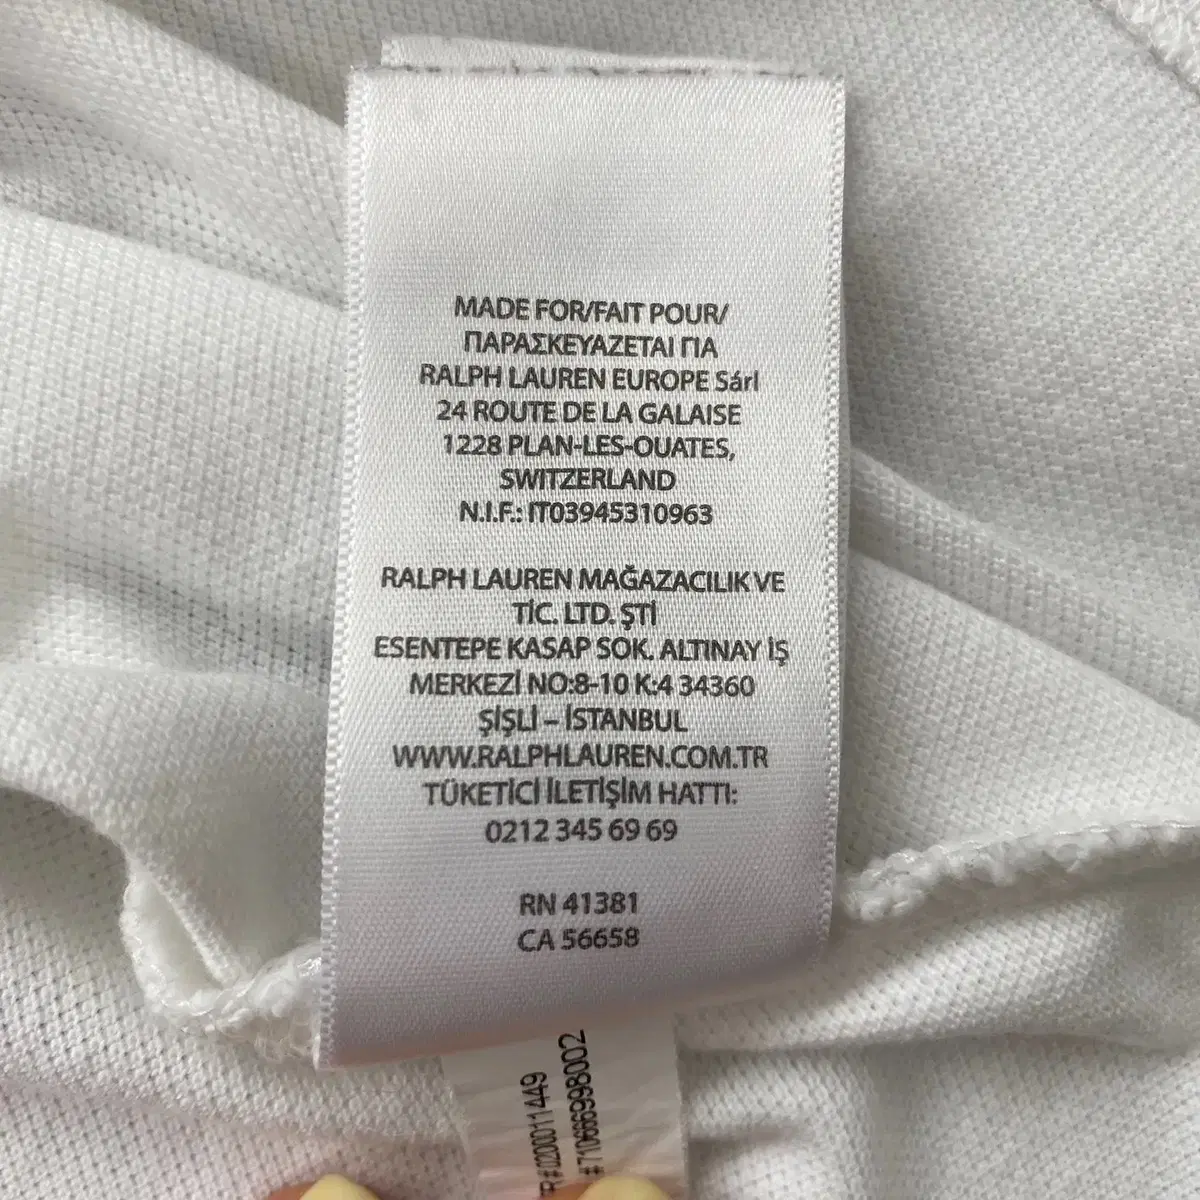 MADE FOR/FAIT POUR/
ΠΑΡΑΣΚΕΥΑΖΕΤΑΙ ΓΙΑ
RALPH LAUREN EUROPE Sárl
24 ROUTE DE LA GALAISE
1228 PLAN-LES-OUATES,
SWITZERLAND
N.I.F.: IT03945310963
RALPH LAUREN MAĞAZACILIK VE
TİC. LTD. ŞTİ
ESENTEPE KASAP SOK. ALTINAY İŞ
MERKEZİ NO:8-10 K:4 34360
ŞİŞLİ – İSTANBUL
WWW.RALPHLAUREN.COM.TR
TÜKETİCİ İLETİŞİM HATTI:
0212 345 69 69
RN 41381
CA 56658